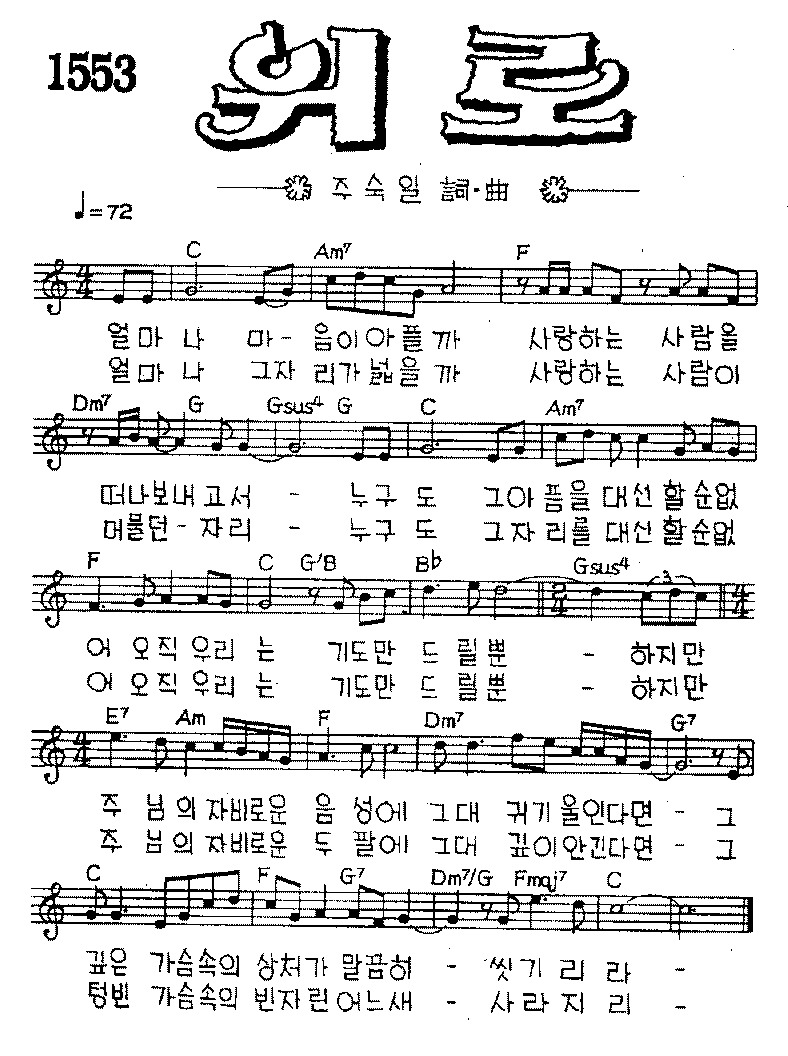 1553
위로
주숙일 詞·曲
♩=72
C Am7 F
얼마나 마-음이아플까 사랑하는 사람을
얼마나 그자리가넓을까 사랑하는 사람이
Dm7 G Gsus4 G C Am7
떠나보내고서 - 누구도 그아픔을대선할순없
머물던-자리 - 누구도 그자리를대선할순없
F C G/B Bb Gsus4
3
어 오직우리는 기도만드릴뿐 - 하지만
어 오직우리는 기도만드릴뿐 - 하지만
E7 Am F Dm7 G7
주님의자비로운 음성에 그대 귀기울인다면- 그
주님의자비로운 두팔에 그대 깊이안긴다면- 그
C F G7 Dm7/G Fmaj7 C
깊은 가슴속의 상처가 말끔히 - 씻기리라 -
텅빈 가슴속의 빈자린어느새 - 사라지리 -